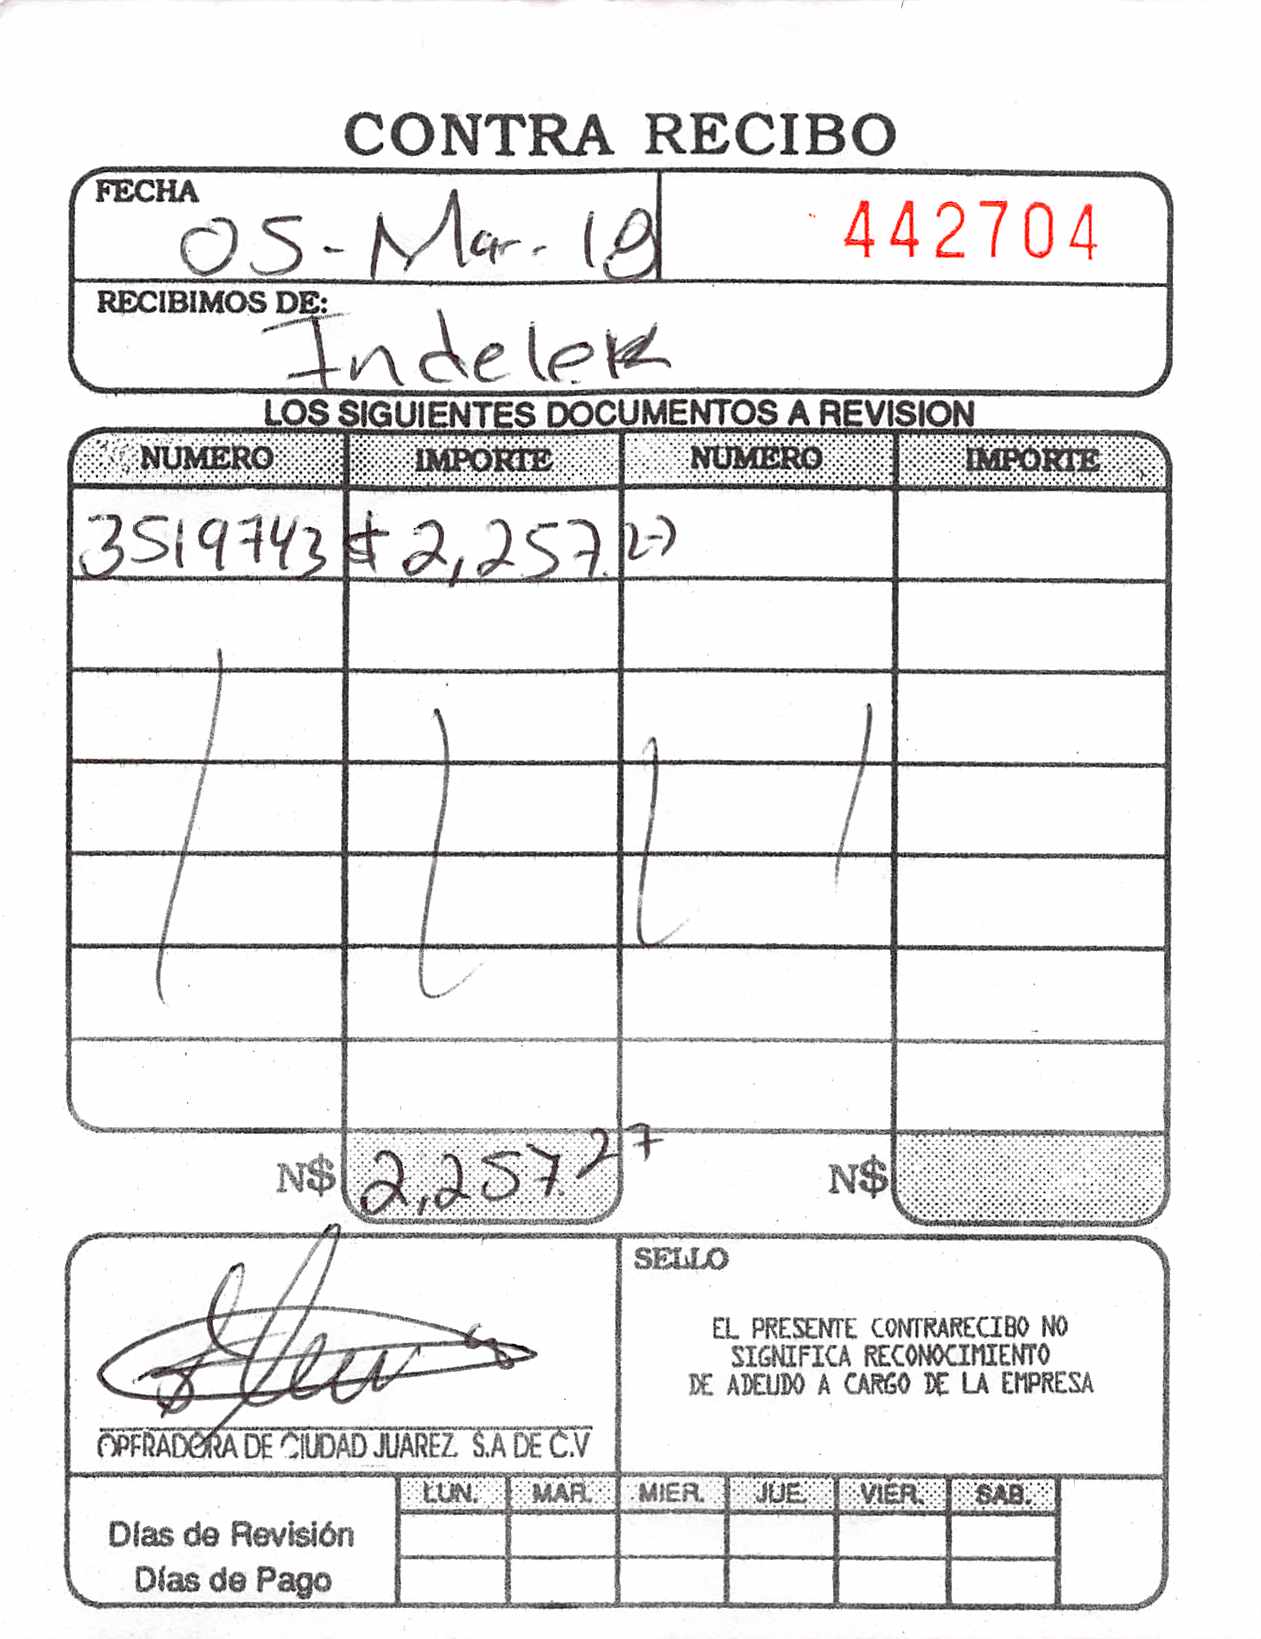 CONTRA RECIBO
FECHA
05-Mar-18
442704
RECIBIMOS DE:
Indelek
LOS SIGUIENTES DOCUMENTOS A REVISION
NUMERO IMPORTE NUMERO IMPORTE
3519743 $2,257.27
N$ 2,257.27 N$
SELLO
EL PRESENTE CONTRARECIBO NO
SIGNIFICA RECONOCIMIENTO
DE ADEUDO A CARGO DE LA EMPRESA
OPERADORA DE CIUDAD JUAREZ. S.A DE C.V
LUN. MAR. MIER. JUE. VIER. SAB.
Días de Revisión
Días de Pago